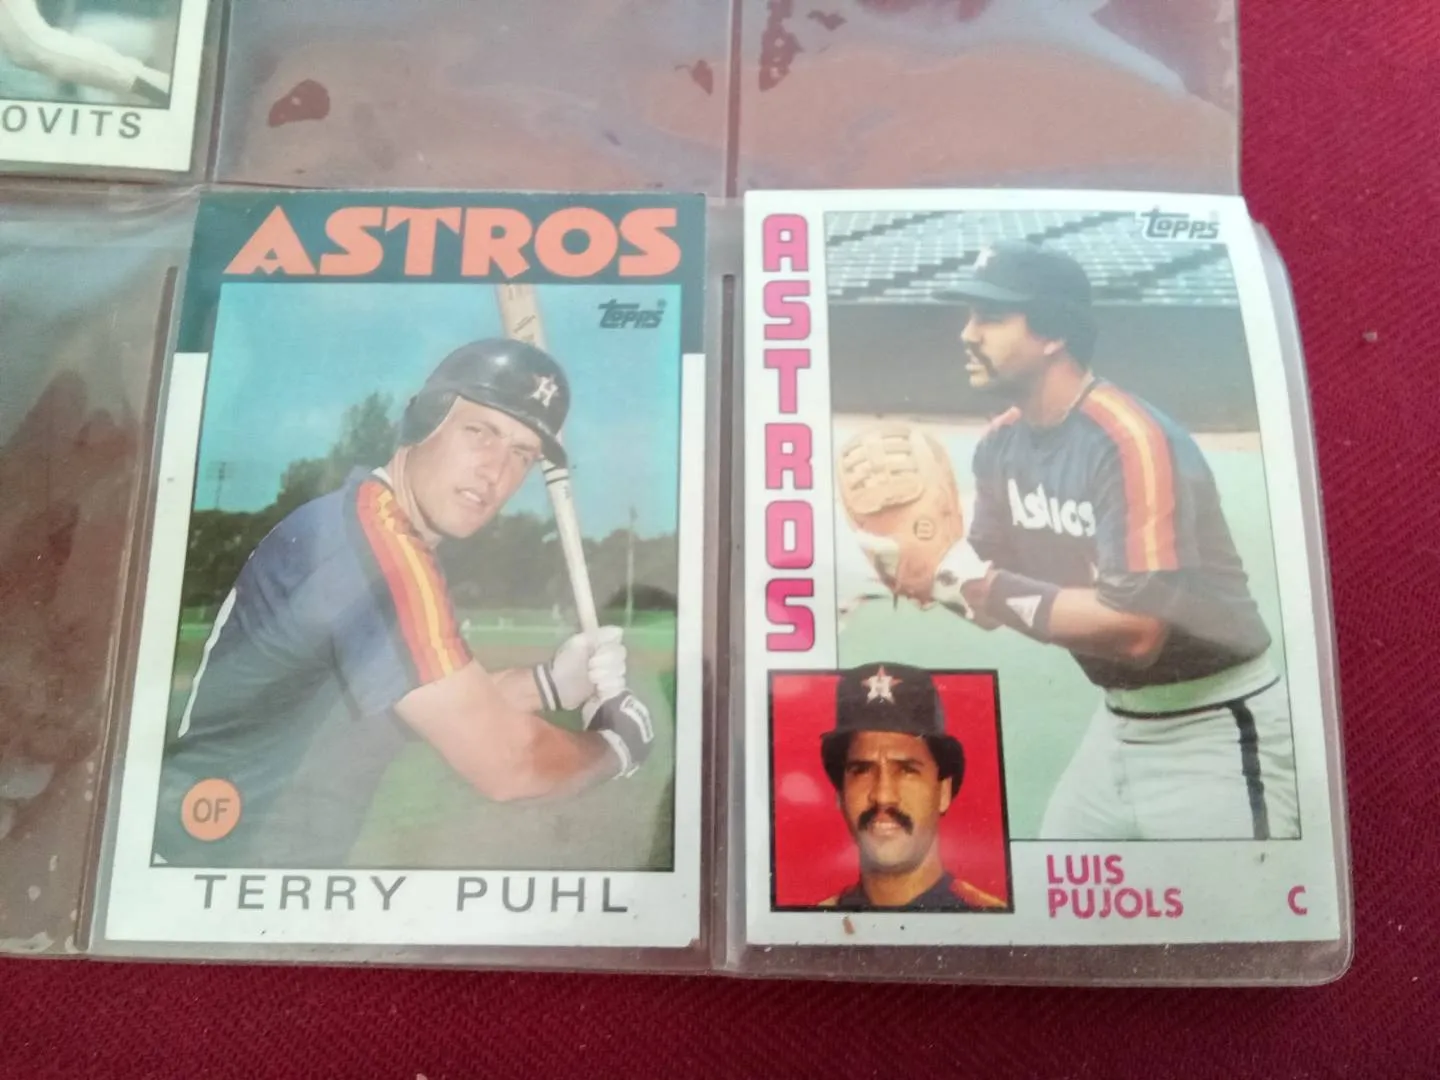 OVITS
ASTROS
topps
H
OF
TERRY PUHL
ASTROS
topps
Astros
H
LUIS
PUJOLS
C